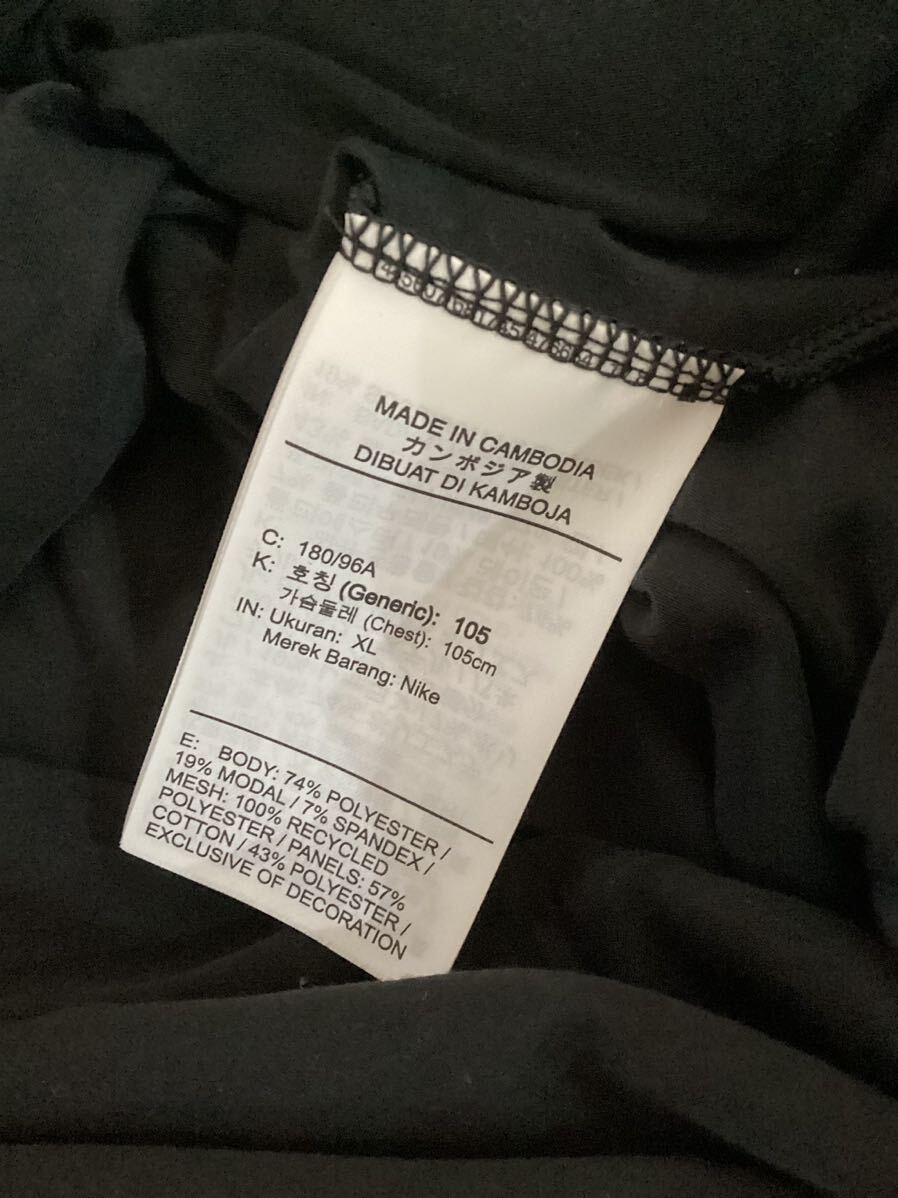 MADE IN CAMBODIA
カンボジア製
DIBUAT DI KAMBOJA
C: 180/96A
K: 호칭 (Generic): 105
가슴둘레 (Chest): 105cm
IN: Ukuran: XL
Merek Barang: Nike
E: BODY: 74% POLYESTER /
19% MODAL / 7% SPANDEX /
MESH: 100% RECYCLED
POLYESTER / PANELS: 57%
COTTON / 43% POLYESTER /
EXCLUSIVE OF DECORATION